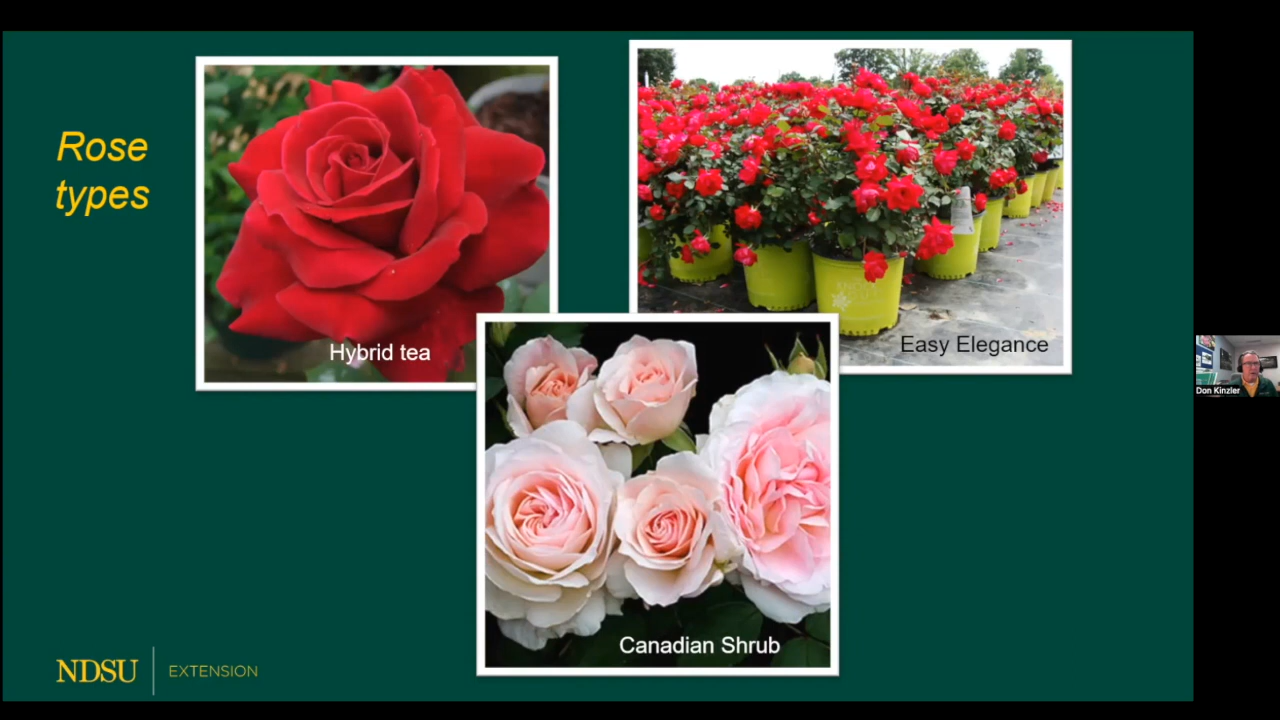 Rose
types
Hybrid tea
Easy Elegance
Canadian Shrub
NDSU
EXTENSION
Don Kinzler